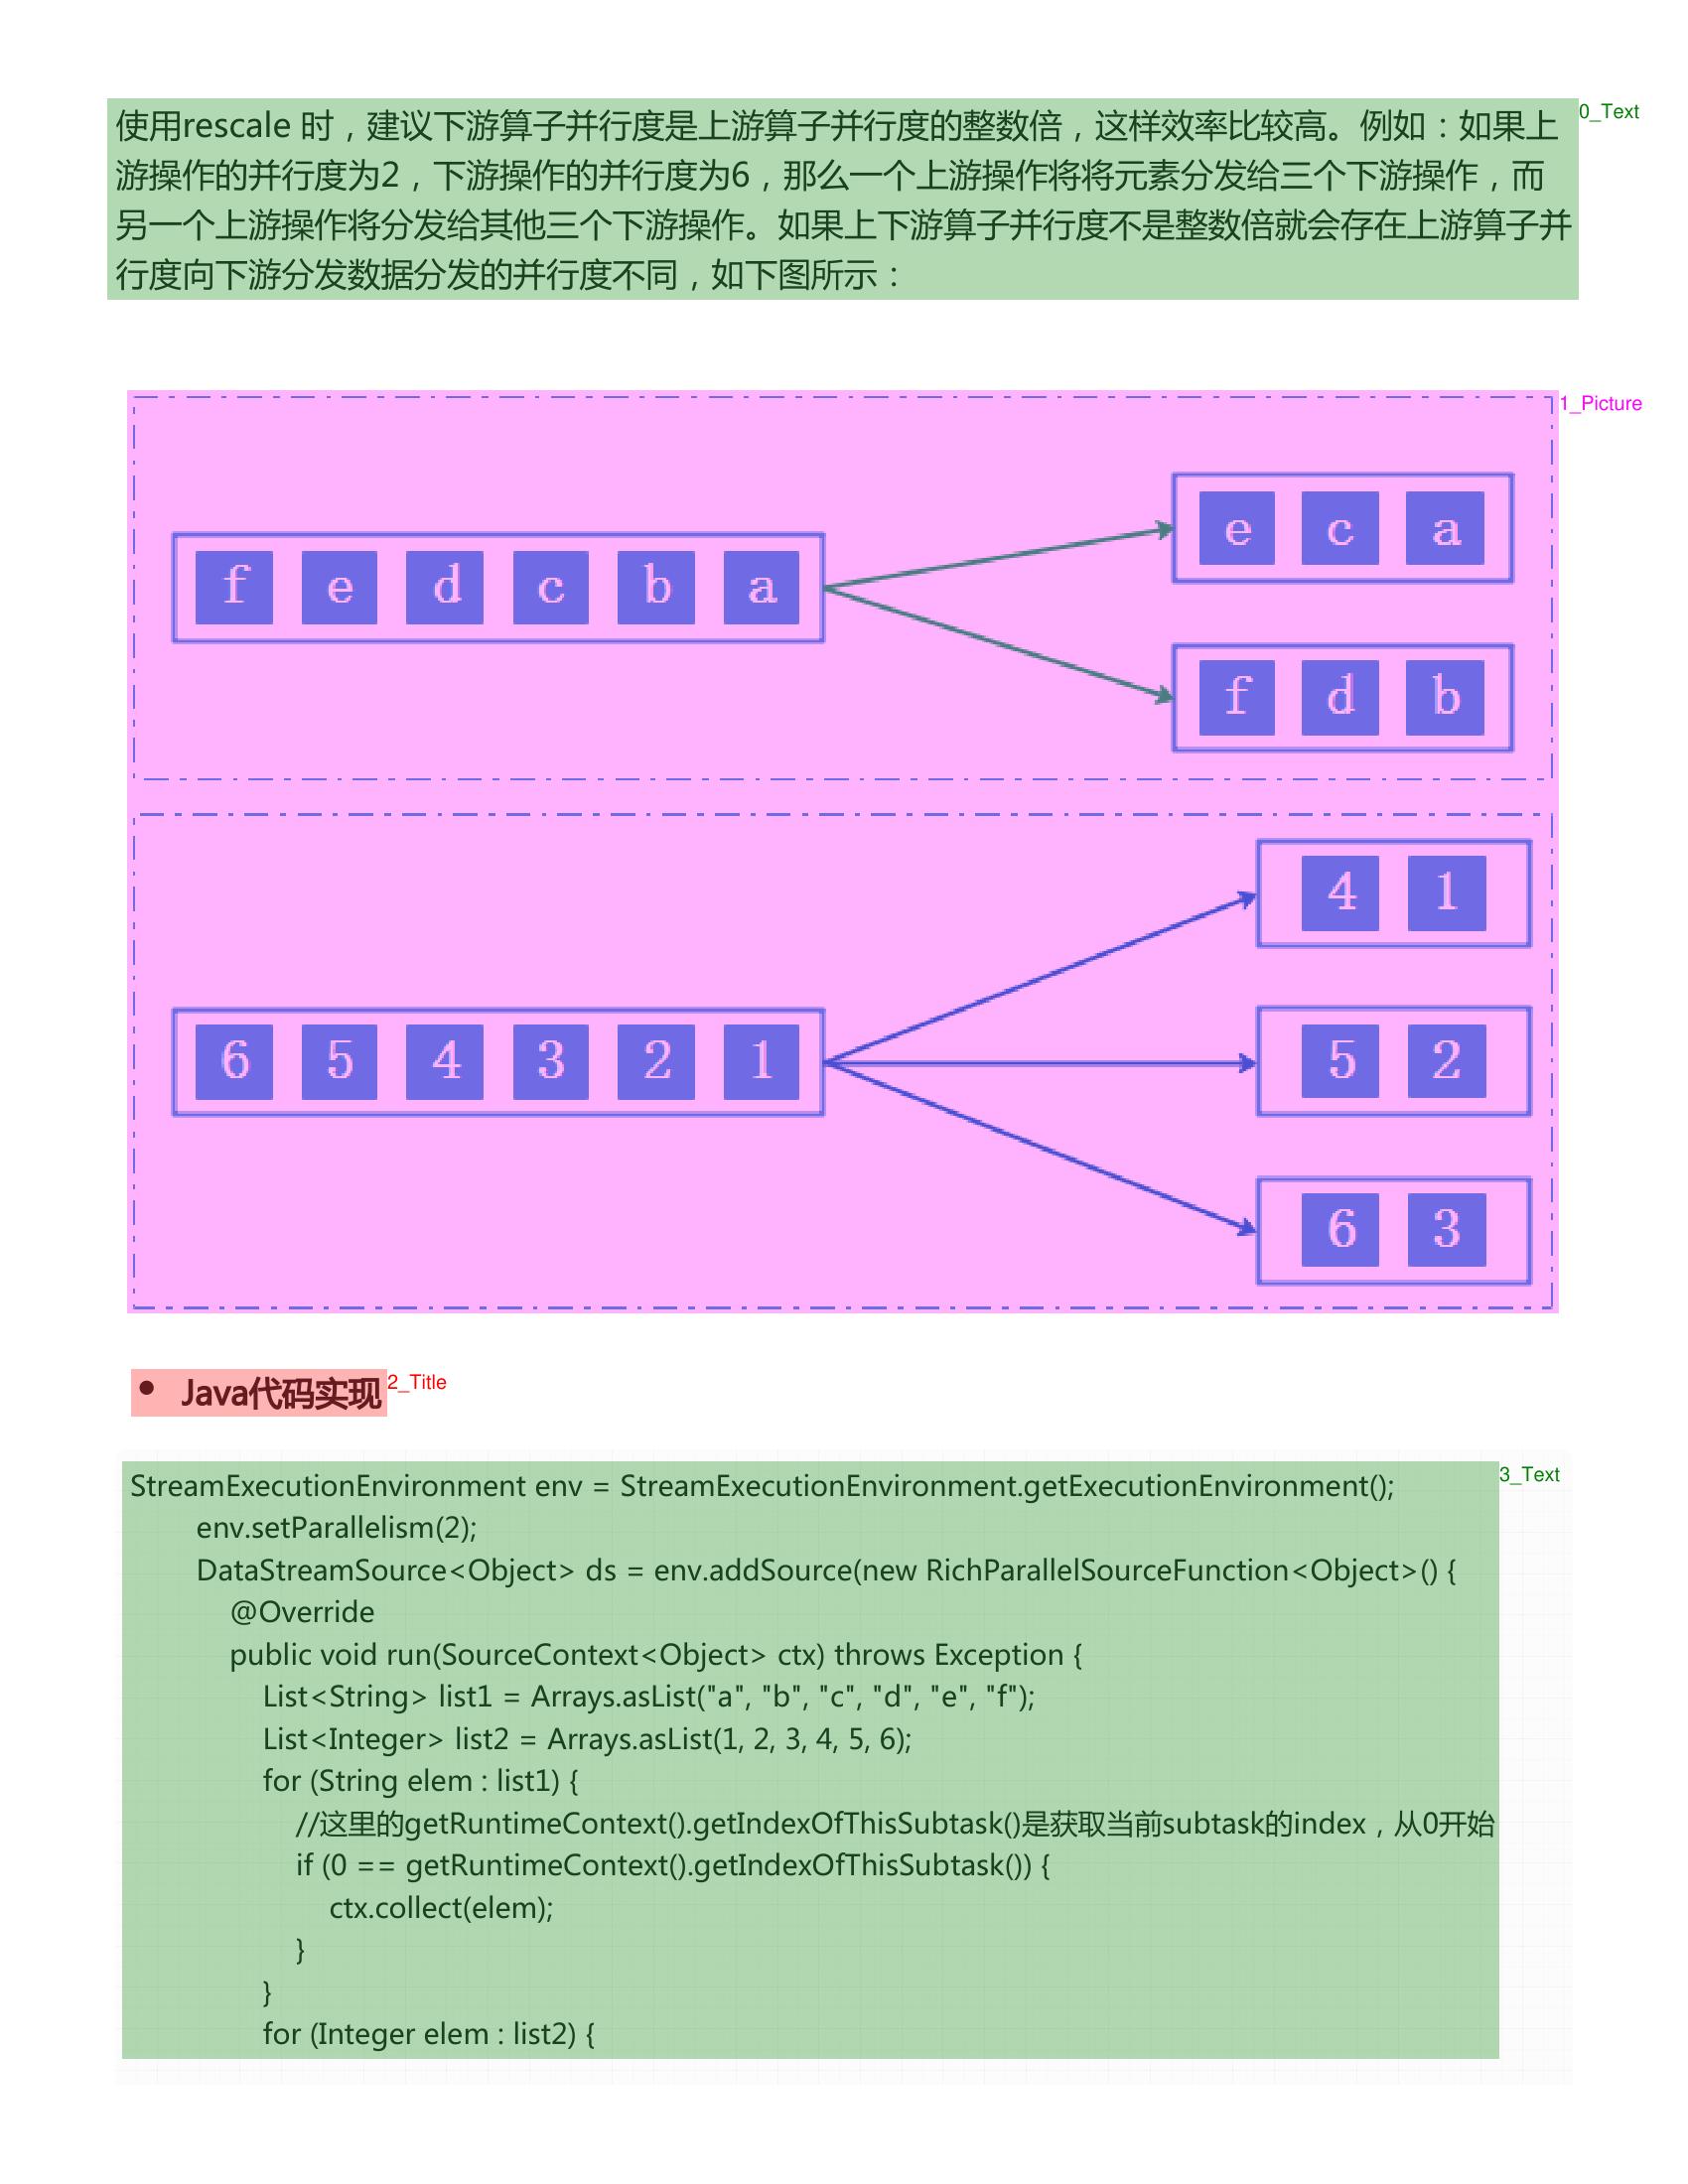 使用rescale 时，建议下游算子并行度是上游算子并行度的整数倍，这样效率比较高。例如：如果上
游操作的并行度为2，下游操作的并行度为6，那么一个上游操作将将元素分发给三个下游操作，而
另一个上游操作将分发给其他三个下游操作。如果上下游算子并行度不是整数倍就会存在上游算子并
行度向下游分发数据分发的并行度不同，如下图所示：
0_Text
1_Picture
f e d c b a
e c a
f d b
6 5 4 3 2 1
4 1
5 2
6 3
• Java代码实现
2_Title
3_Text
StreamExecutionEnvironment env = StreamExecutionEnvironment.getExecutionEnvironment();
env.setParallelism(2);
DataStreamSource<Object> ds = env.addSource(new RichParallelSourceFunction<Object>() {
@Override
public void run(SourceContext<Object> ctx) throws Exception {
List<String> list1 = Arrays.asList("a", "b", "c", "d", "e", "f");
List<Integer> list2 = Arrays.asList(1, 2, 3, 4, 5, 6);
for (String elem : list1) {
//这里的getRuntimeContext().getIndexOfThisSubtask()是获取当前subtask的index，从0开始
if (0 == getRuntimeContext().getIndexOfThisSubtask()) {
ctx.collect(elem);
}
}
for (Integer elem : list2) {